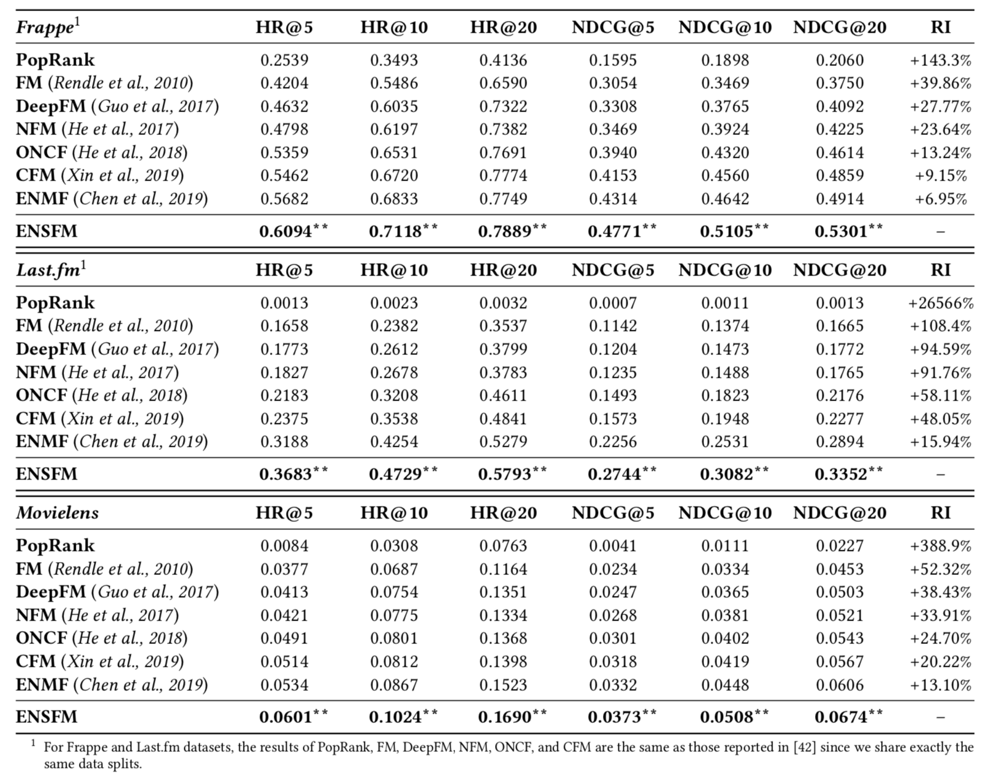 Frappe¹ HR@5 HR@10 HR@20 NDCG@5 NDCG@10 NDCG@20 RI
PopRank 0.2539 0.3493 0.4136 0.1595 0.1898 0.2060 +143.3%
FM (Rendle et al., 2010) 0.4204 0.5486 0.6590 0.3054 0.3469 0.3750 +39.86%
DeepFM (Guo et al., 2017) 0.4632 0.6035 0.7322 0.3308 0.3765 0.4092 +27.77%
NFM (He et al., 2017) 0.4798 0.6197 0.7382 0.3469 0.3924 0.4225 +23.64%
ONCF (He et al., 2018) 0.5359 0.6531 0.7691 0.3940 0.4320 0.4614 +13.24%
CFM (Xin et al., 2019) 0.5462 0.6720 0.7774 0.4153 0.4560 0.4859 +9.15%
ENMF (Chen et al., 2019) 0.5682 0.6833 0.7749 0.4314 0.4642 0.4914 +6.95%
ENSFM 0.6094** 0.7118** 0.7889** 0.4771** 0.5105** 0.5301** –
Last.fm¹ HR@5 HR@10 HR@20 NDCG@5 NDCG@10 NDCG@20 RI
PopRank 0.0013 0.0023 0.0032 0.0007 0.0011 0.0013 +26566%
FM (Rendle et al., 2010) 0.1658 0.2382 0.3537 0.1142 0.1374 0.1665 +108.4%
DeepFM (Guo et al., 2017) 0.1773 0.2612 0.3799 0.1204 0.1473 0.1772 +94.59%
NFM (He et al., 2017) 0.1827 0.2678 0.3783 0.1235 0.1488 0.1765 +91.76%
ONCF (He et al., 2018) 0.2183 0.3208 0.4611 0.1493 0.1823 0.2176 +58.11%
CFM (Xin et al., 2019) 0.2375 0.3538 0.4841 0.1573 0.1948 0.2277 +48.05%
ENMF (Chen et al., 2019) 0.3188 0.4254 0.5279 0.2256 0.2531 0.2894 +15.94%
ENSFM 0.3683** 0.4729** 0.5793** 0.2744** 0.3082** 0.3352** –
Movielens HR@5 HR@10 HR@20 NDCG@5 NDCG@10 NDCG@20 RI
PopRank 0.0084 0.0308 0.0763 0.0041 0.0111 0.0227 +388.9%
FM (Rendle et al., 2010) 0.0377 0.0687 0.1164 0.0234 0.0334 0.0453 +52.32%
DeepFM (Guo et al., 2017) 0.0413 0.0754 0.1351 0.0247 0.0365 0.0503 +38.43%
NFM (He et al., 2017) 0.0421 0.0775 0.1334 0.0268 0.0381 0.0521 +33.91%
ONCF (He et al., 2018) 0.0491 0.0801 0.1368 0.0301 0.0402 0.0543 +24.70%
CFM (Xin et al., 2019) 0.0514 0.0812 0.1398 0.0318 0.0419 0.0567 +20.22%
ENMF (Chen et al., 2019) 0.0534 0.0867 0.1523 0.0332 0.0448 0.0606 +13.10%
ENSFM 0.0601** 0.1024** 0.1690** 0.0373** 0.0508** 0.0674** –
¹ For Frappe and Last.fm datasets, the results of PopRank, FM, DeepFM, NFM, ONCF, and CFM are the same as those reported in [42] since we share exactly the
same data splits.